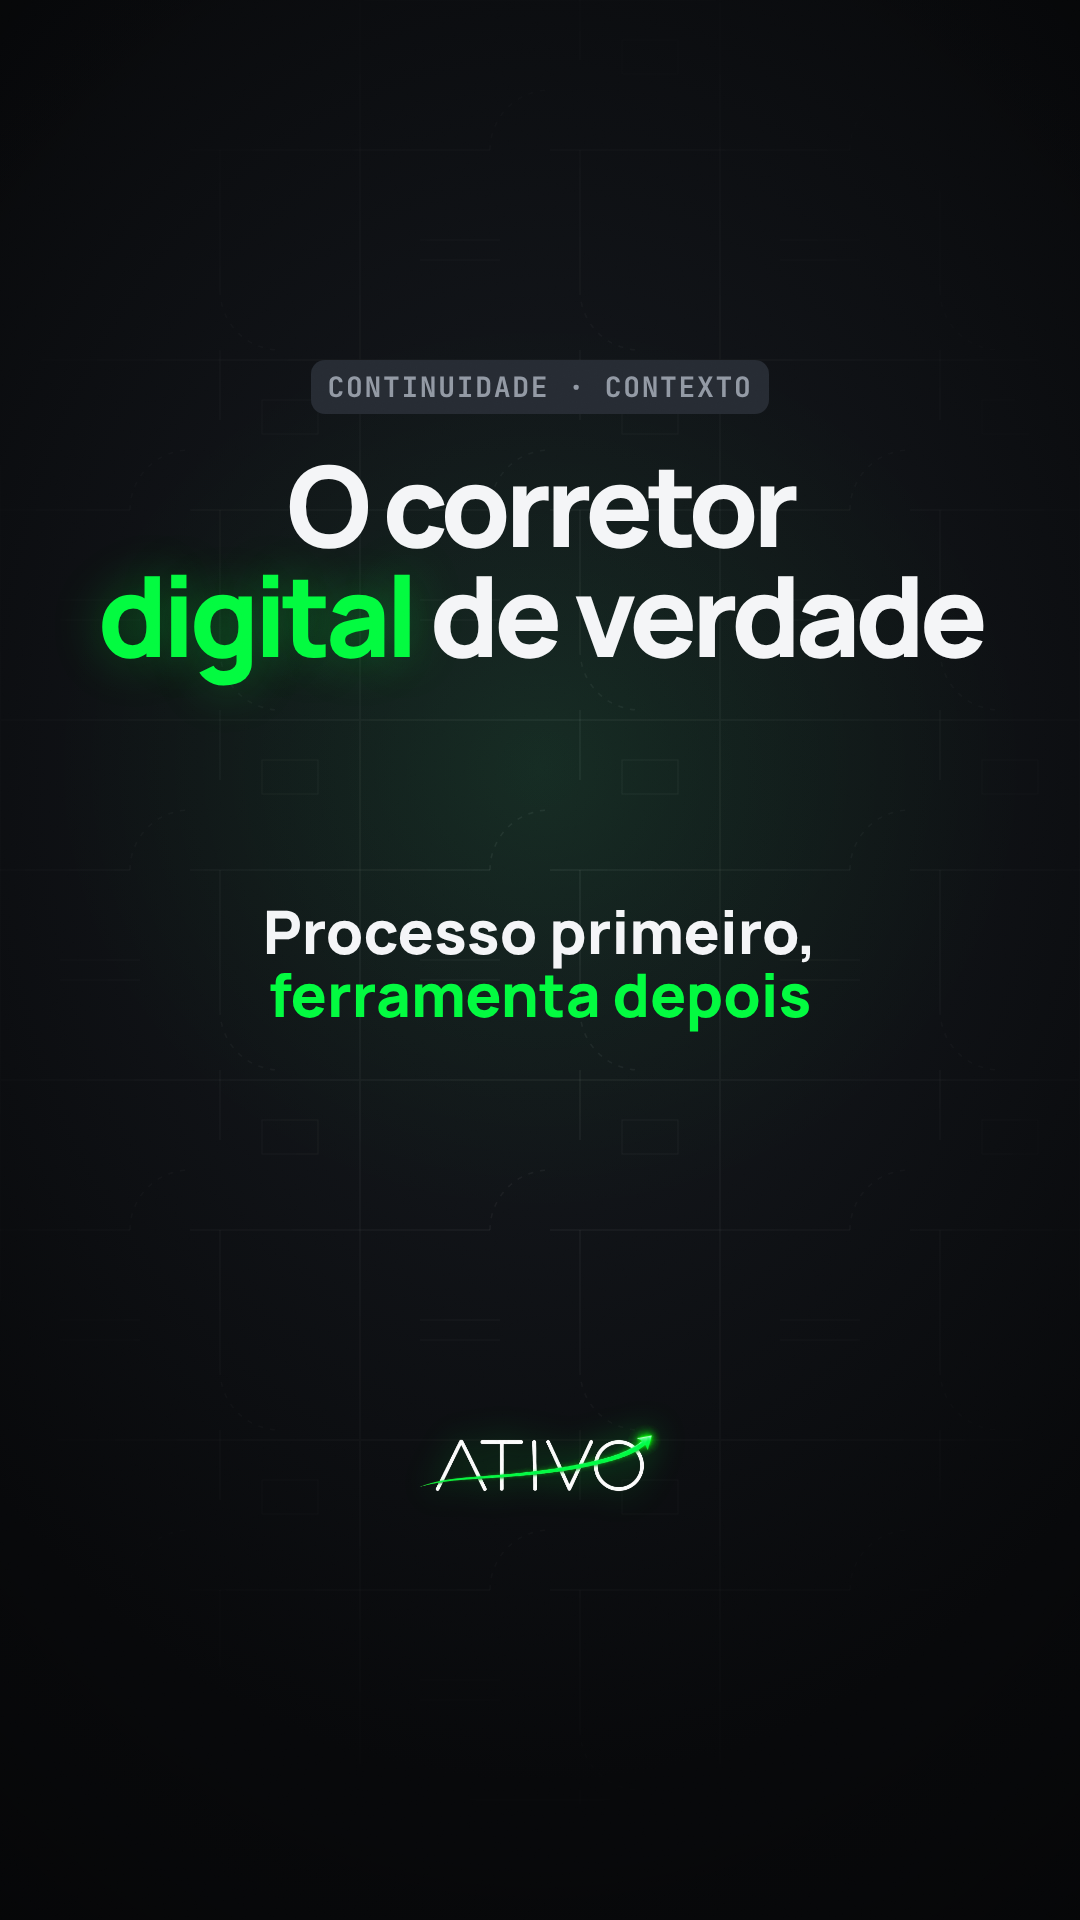 CONTINUIDADE · CONTEXTO
O corretor
digital de verdade
Processo primeiro,
ferramenta depois
ATIVO